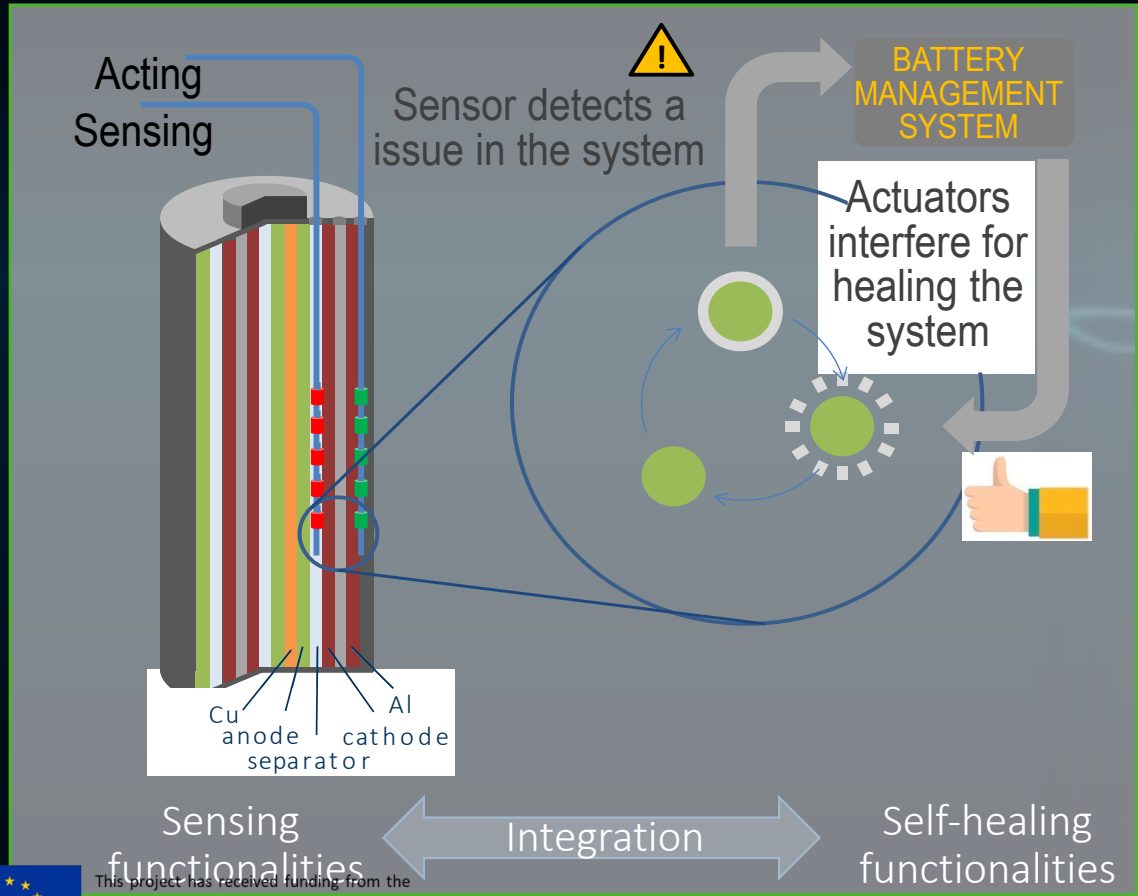 Acting
Sensing
!
Sensor detects a
issue in the system
BATTERY
MANAGEMENT
SYSTEM
Actuators
interfere for
healing the
system
Cu
anode
separator
cathode
Al
Sensing
functionalities
Integration
Self-healing
functionalities
This project has received funding from the